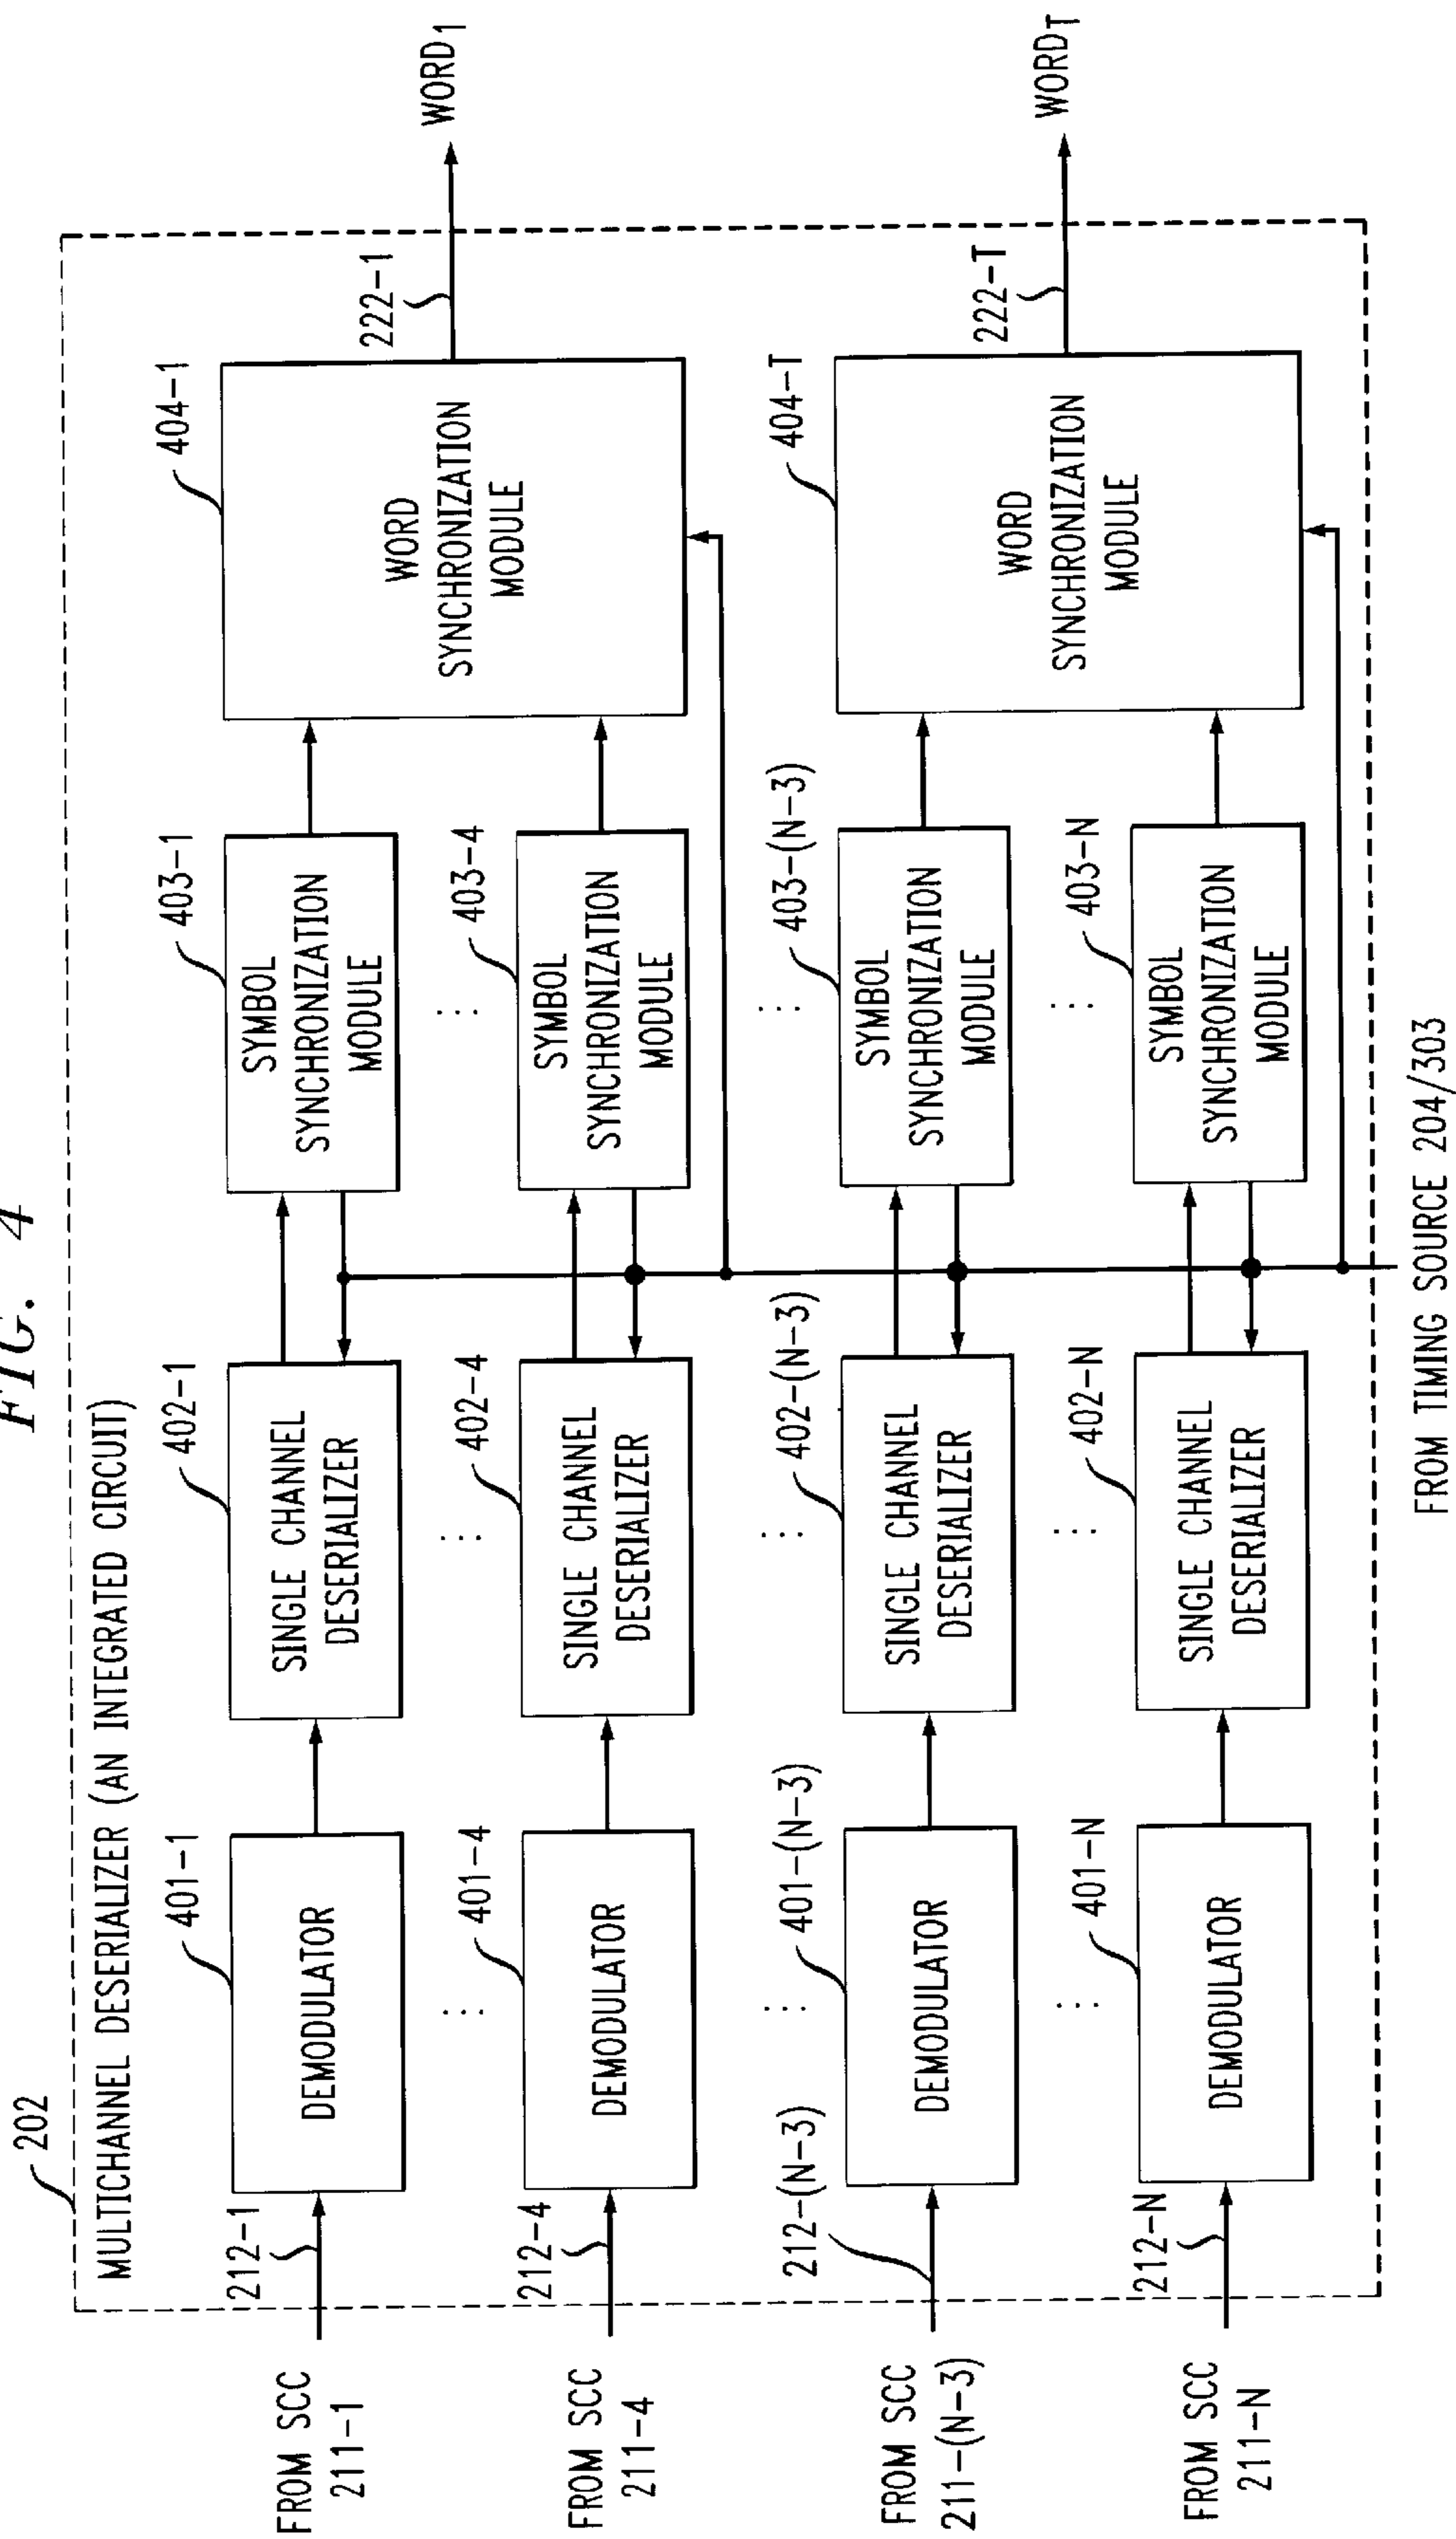 FIG. 4
202
MULTICHANNEL DESERIALIZER (AN INTEGRATED CIRCUIT)
FROM SCC
211-1
212-1
401-1
DEMODULATOR
402-1
SINGLE CHANNEL
DESERIALIZER
403-1
SYMBOL
SYNCHRONIZATION
MODULE
404-1
WORD
SYNCHRONIZATION
MODULE
222-1
WORD1
FROM SCC
211-4
212-4
401-4
DEMODULATOR
402-4
SINGLE CHANNEL
DESERIALIZER
403-4
SYMBOL
SYNCHRONIZATION
MODULE
FROM SCC
211-(N-3)
212-(N-3)
401-(N-3)
DEMODULATOR
402-(N-3)
SINGLE CHANNEL
DESERIALIZER
403-(N-3)
SYMBOL
SYNCHRONIZATION
MODULE
404-T
WORD
SYNCHRONIZATION
MODULE
222-T
WORDT
FROM SCC
211-N
212-N
401-N
DEMODULATOR
402-N
SINGLE CHANNEL
DESERIALIZER
403-N
SYMBOL
SYNCHRONIZATION
MODULE
FROM TIMING SOURCE 204/303